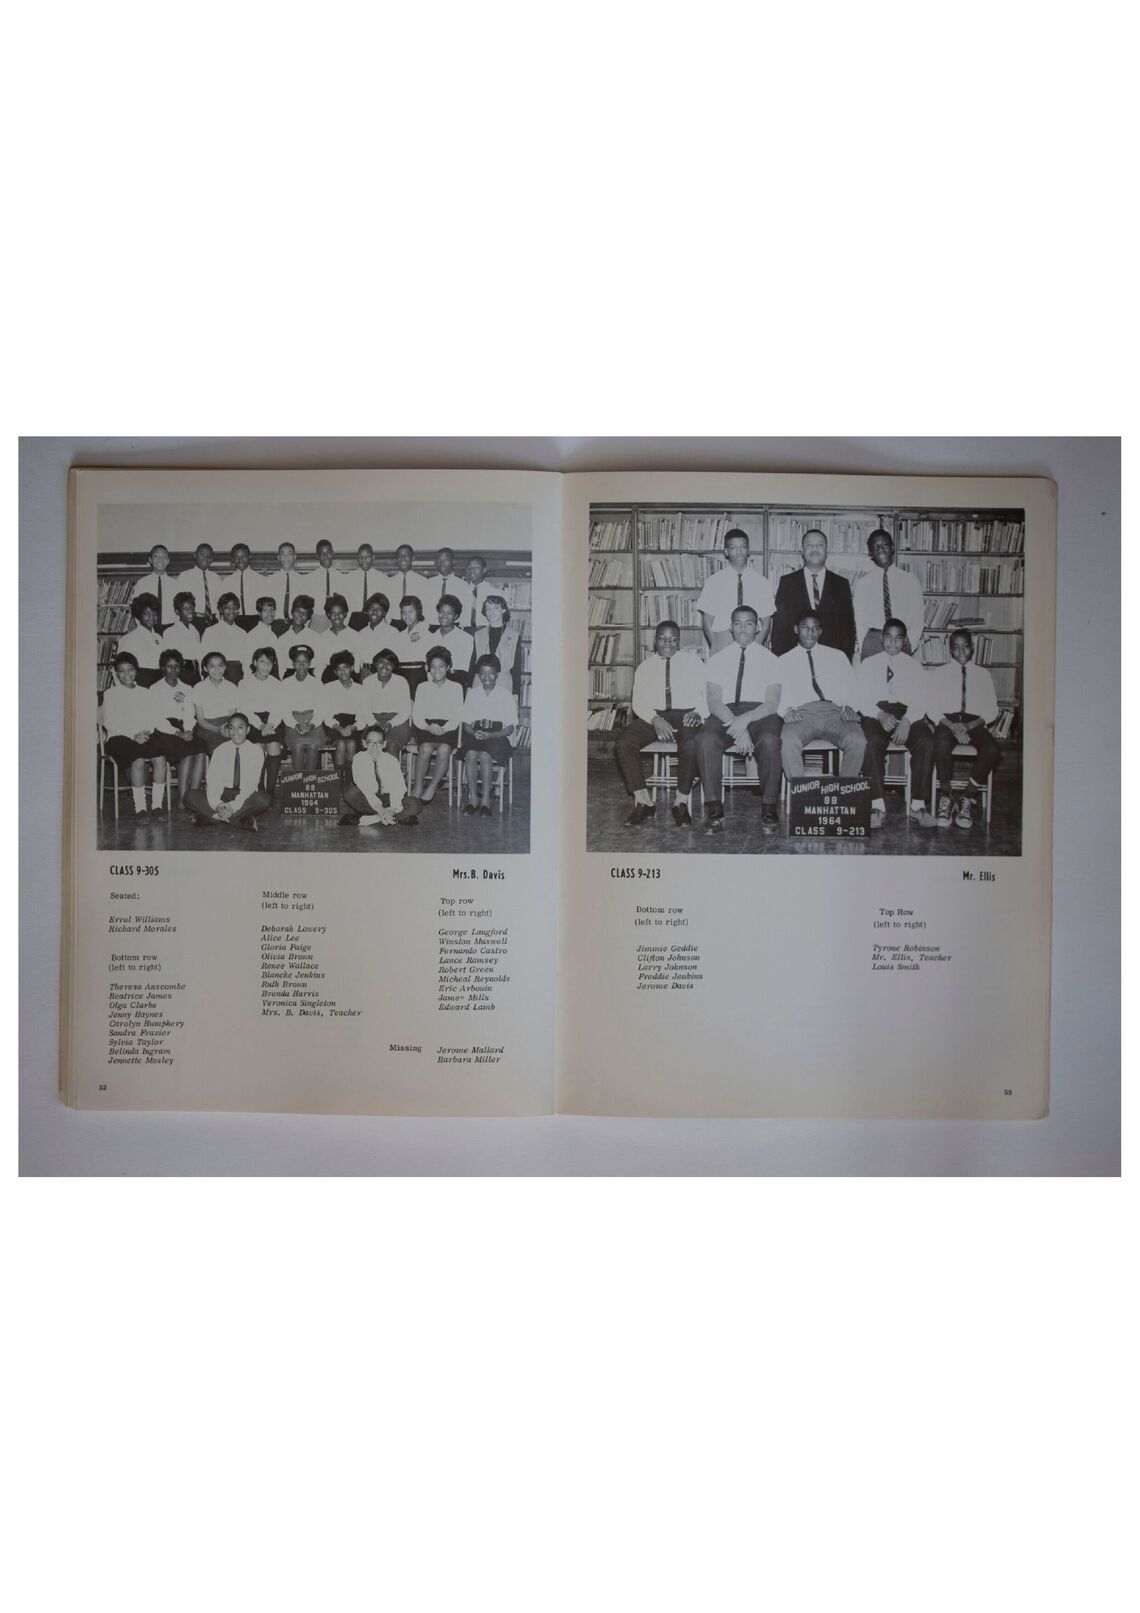 JUNIOR HIGH SCHOOL
88
MANHATTAN
1964
CLASS 9-305
CLASS 9-305
Mrs. B. Davis
Seated:
Errol Williams
Richard Morales
Bottom row
(left to right)
Theresa Anscombe
Beatrice James
Olga Clarke
Jenny Haynes
Carolyn Humphery
Sandra Frazier
Sylvia Taylor
Belinda Ingram
Jennette Mosley
Middle row
(left to right)
Deborah Lowery
Alice Lee
Gloria Paige
Olivia Brown
Renee Wallace
Blanche Jenkins
Ruth Brown
Brenda Harris
Veronica Singleton
Mrs. B. Davis, Teacher
Top row
(left to right)
George Langford
Winston Maxwell
Fernando Castro
Lance Ramsey
Robert Green
Micheal Reynolds
Eric Arbouin
James Mills
Edward Lamb
Missing
Jerome Mallard
Barbara Miller
52
JUNIOR HIGH SCHOOL
88
MANHATTAN
1964
CLASS 9-213
CLASS 9-213
Mr. Ellis
Bottom row
(left to right)
Jimmie Geddie
Clifton Johnson
Larry Johnson
Freddie Jenkins
Jerome Davis
Top Row
(left to right)
Tyrone Robinson
Mr. Ellis, Teacher
Louis Smith
53